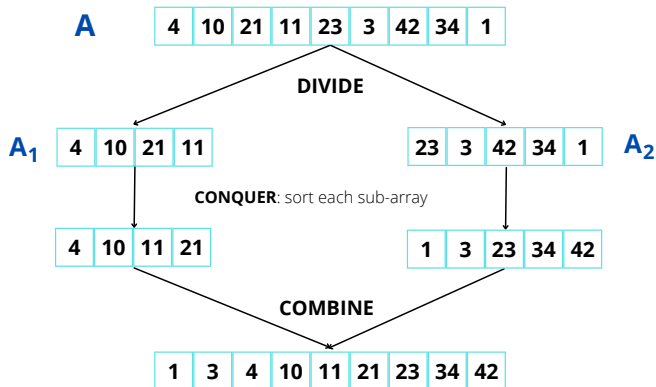 A 4 10 21 11 23 3 42 34 1
DIVIDE
A₁ 4 10 21 11 23 3 42 34 1 A₂
CONQUER: sort each sub-array
4 10 11 21 1 3 23 34 42
COMBINE
1 3 4 10 11 21 23 34 42